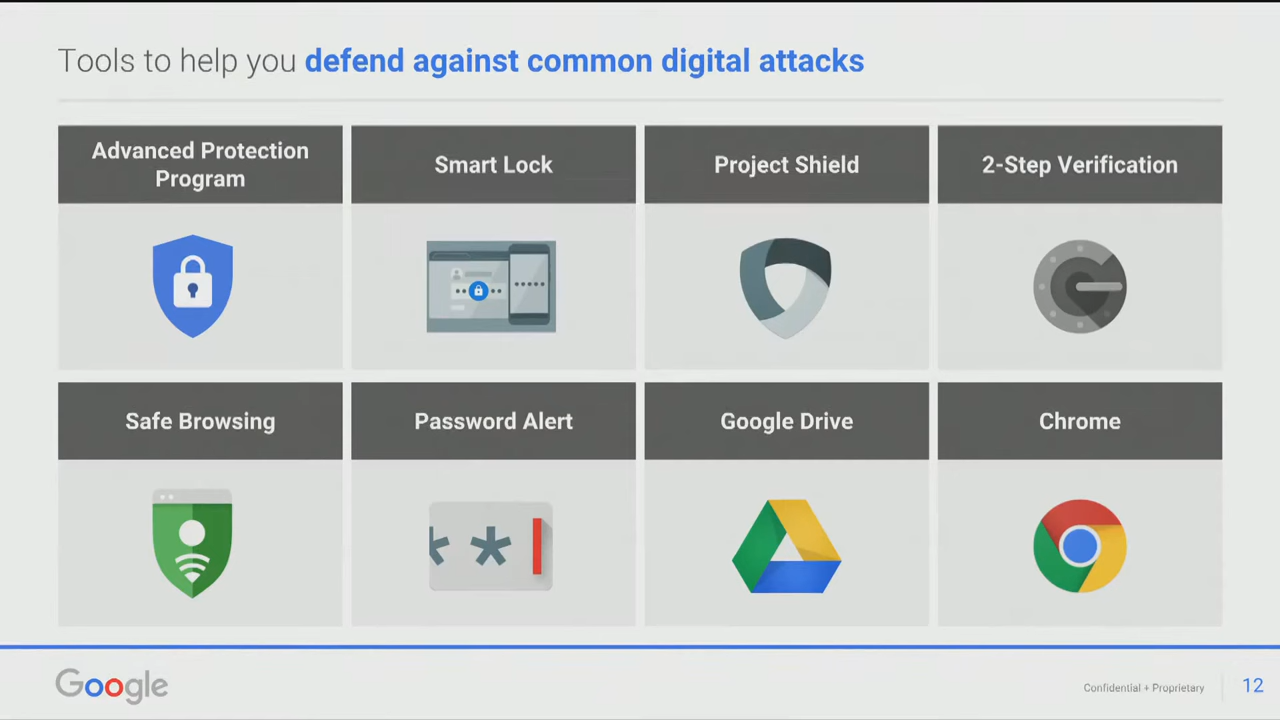 Tools to help you defend against common digital attacks
Advanced Protection
Program
Smart Lock
Project Shield
2-Step Verification
Safe Browsing
Password Alert
Google Drive
Chrome
Google
Confidential + Proprietary
12